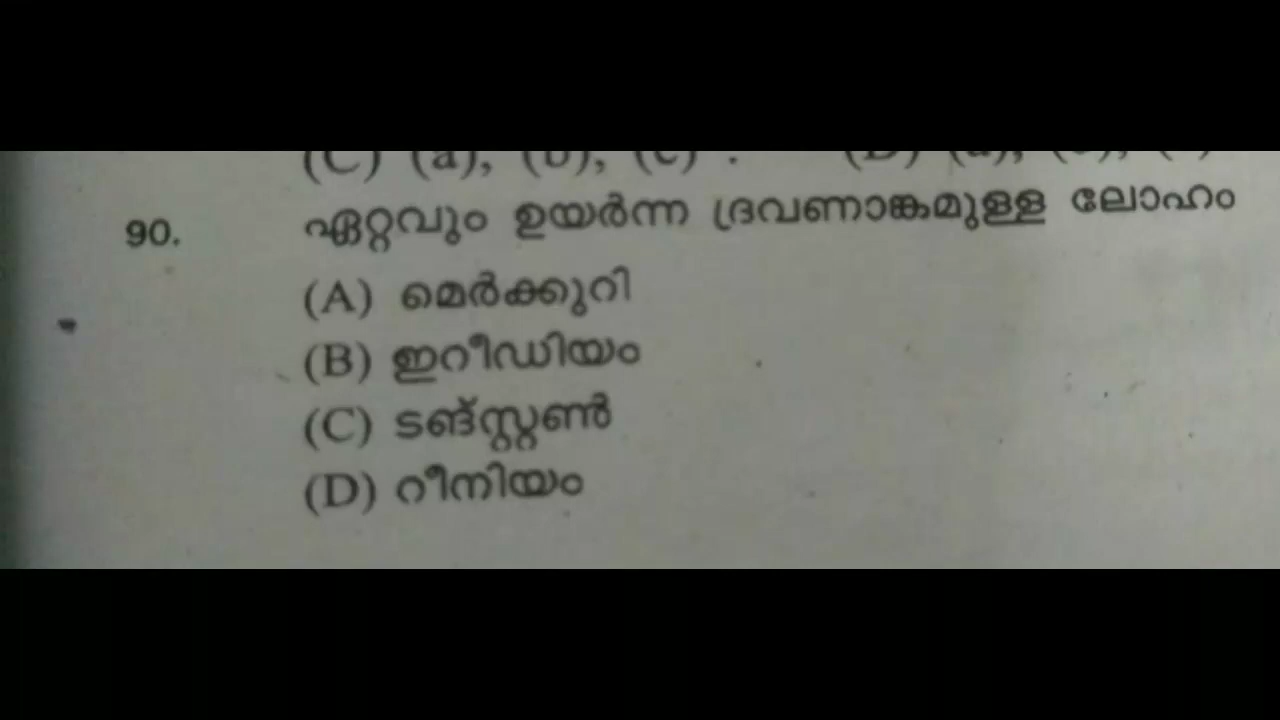 (C) (a), (b), (c) .
90. ഏറ്റവും ഉയർന്ന ദ്രവണാങ്കമുള്ള ലോഹം
(A) മെർക്കുറി
(B) ഇറീഡിയം
(C) ടങ്സ്റ്റൺ
(D) റീനിയം